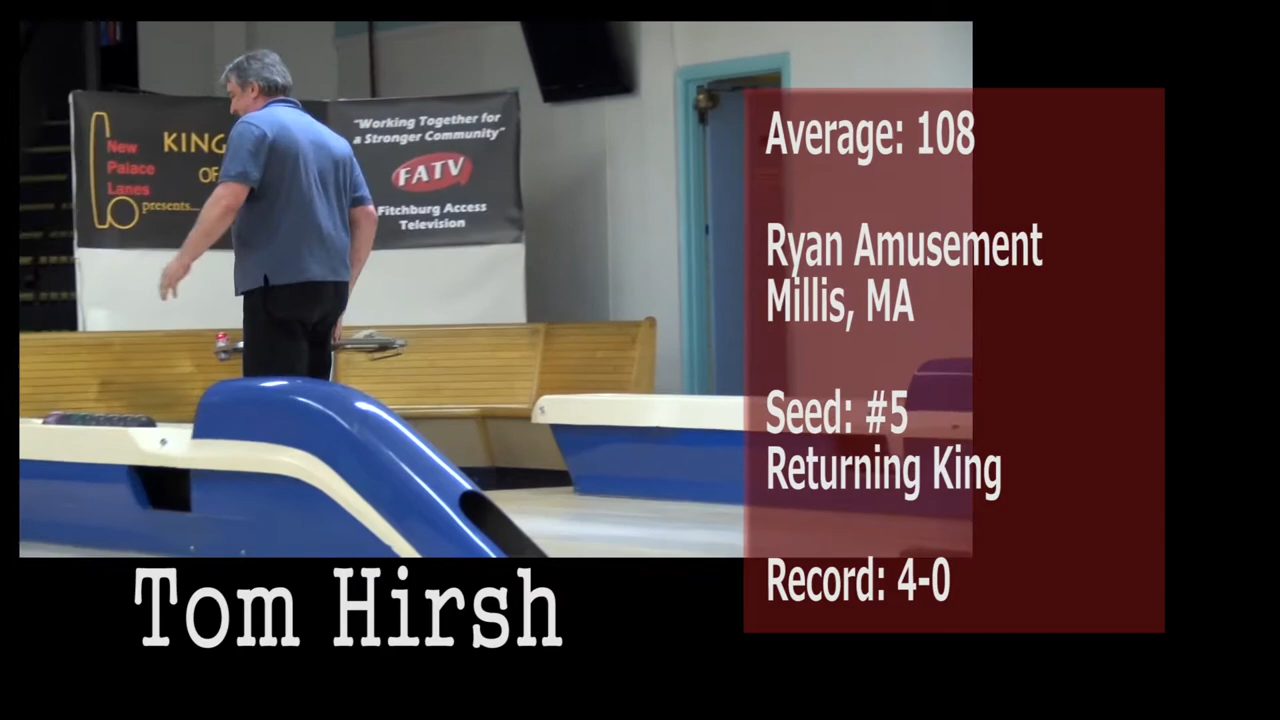 New
Palace
Lanes
presents...
KING
OF
"Working Together for
a Stronger Community"
FATV
Fitchburg Access
Television
Average: 108
Ryan Amusement
Millis, MA
Seed: #5
Returning King
Record: 4-0
Tom Hirsh